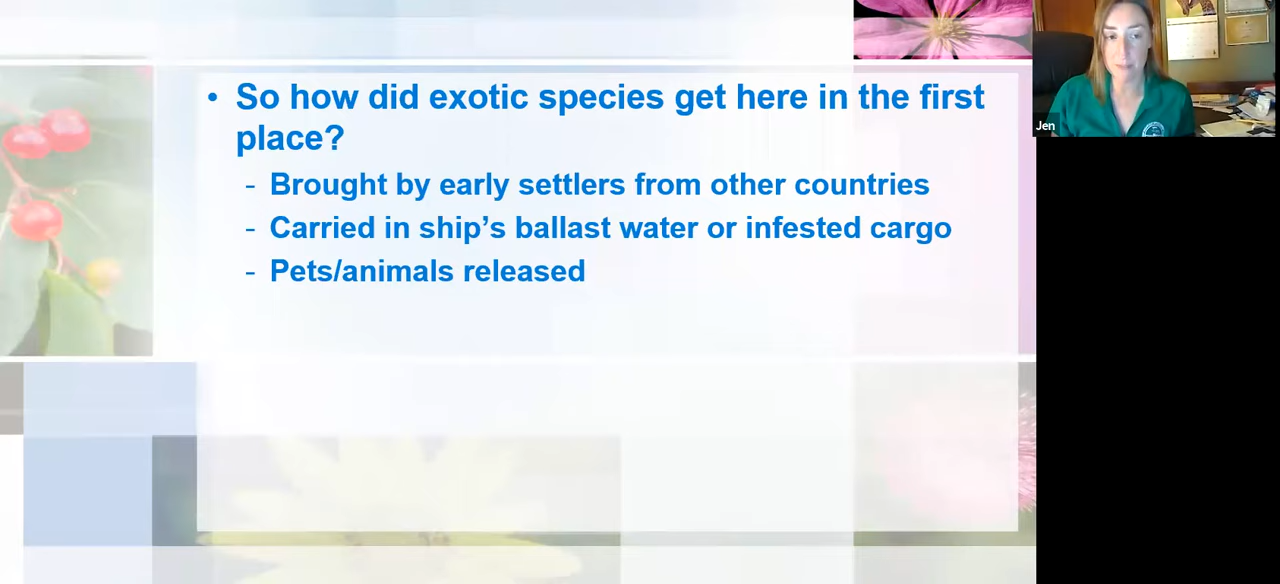 • So how did exotic species get here in the first
place?
- Brought by early settlers from other countries
- Carried in ship’s ballast water or infested cargo
- Pets/animals released
Jen